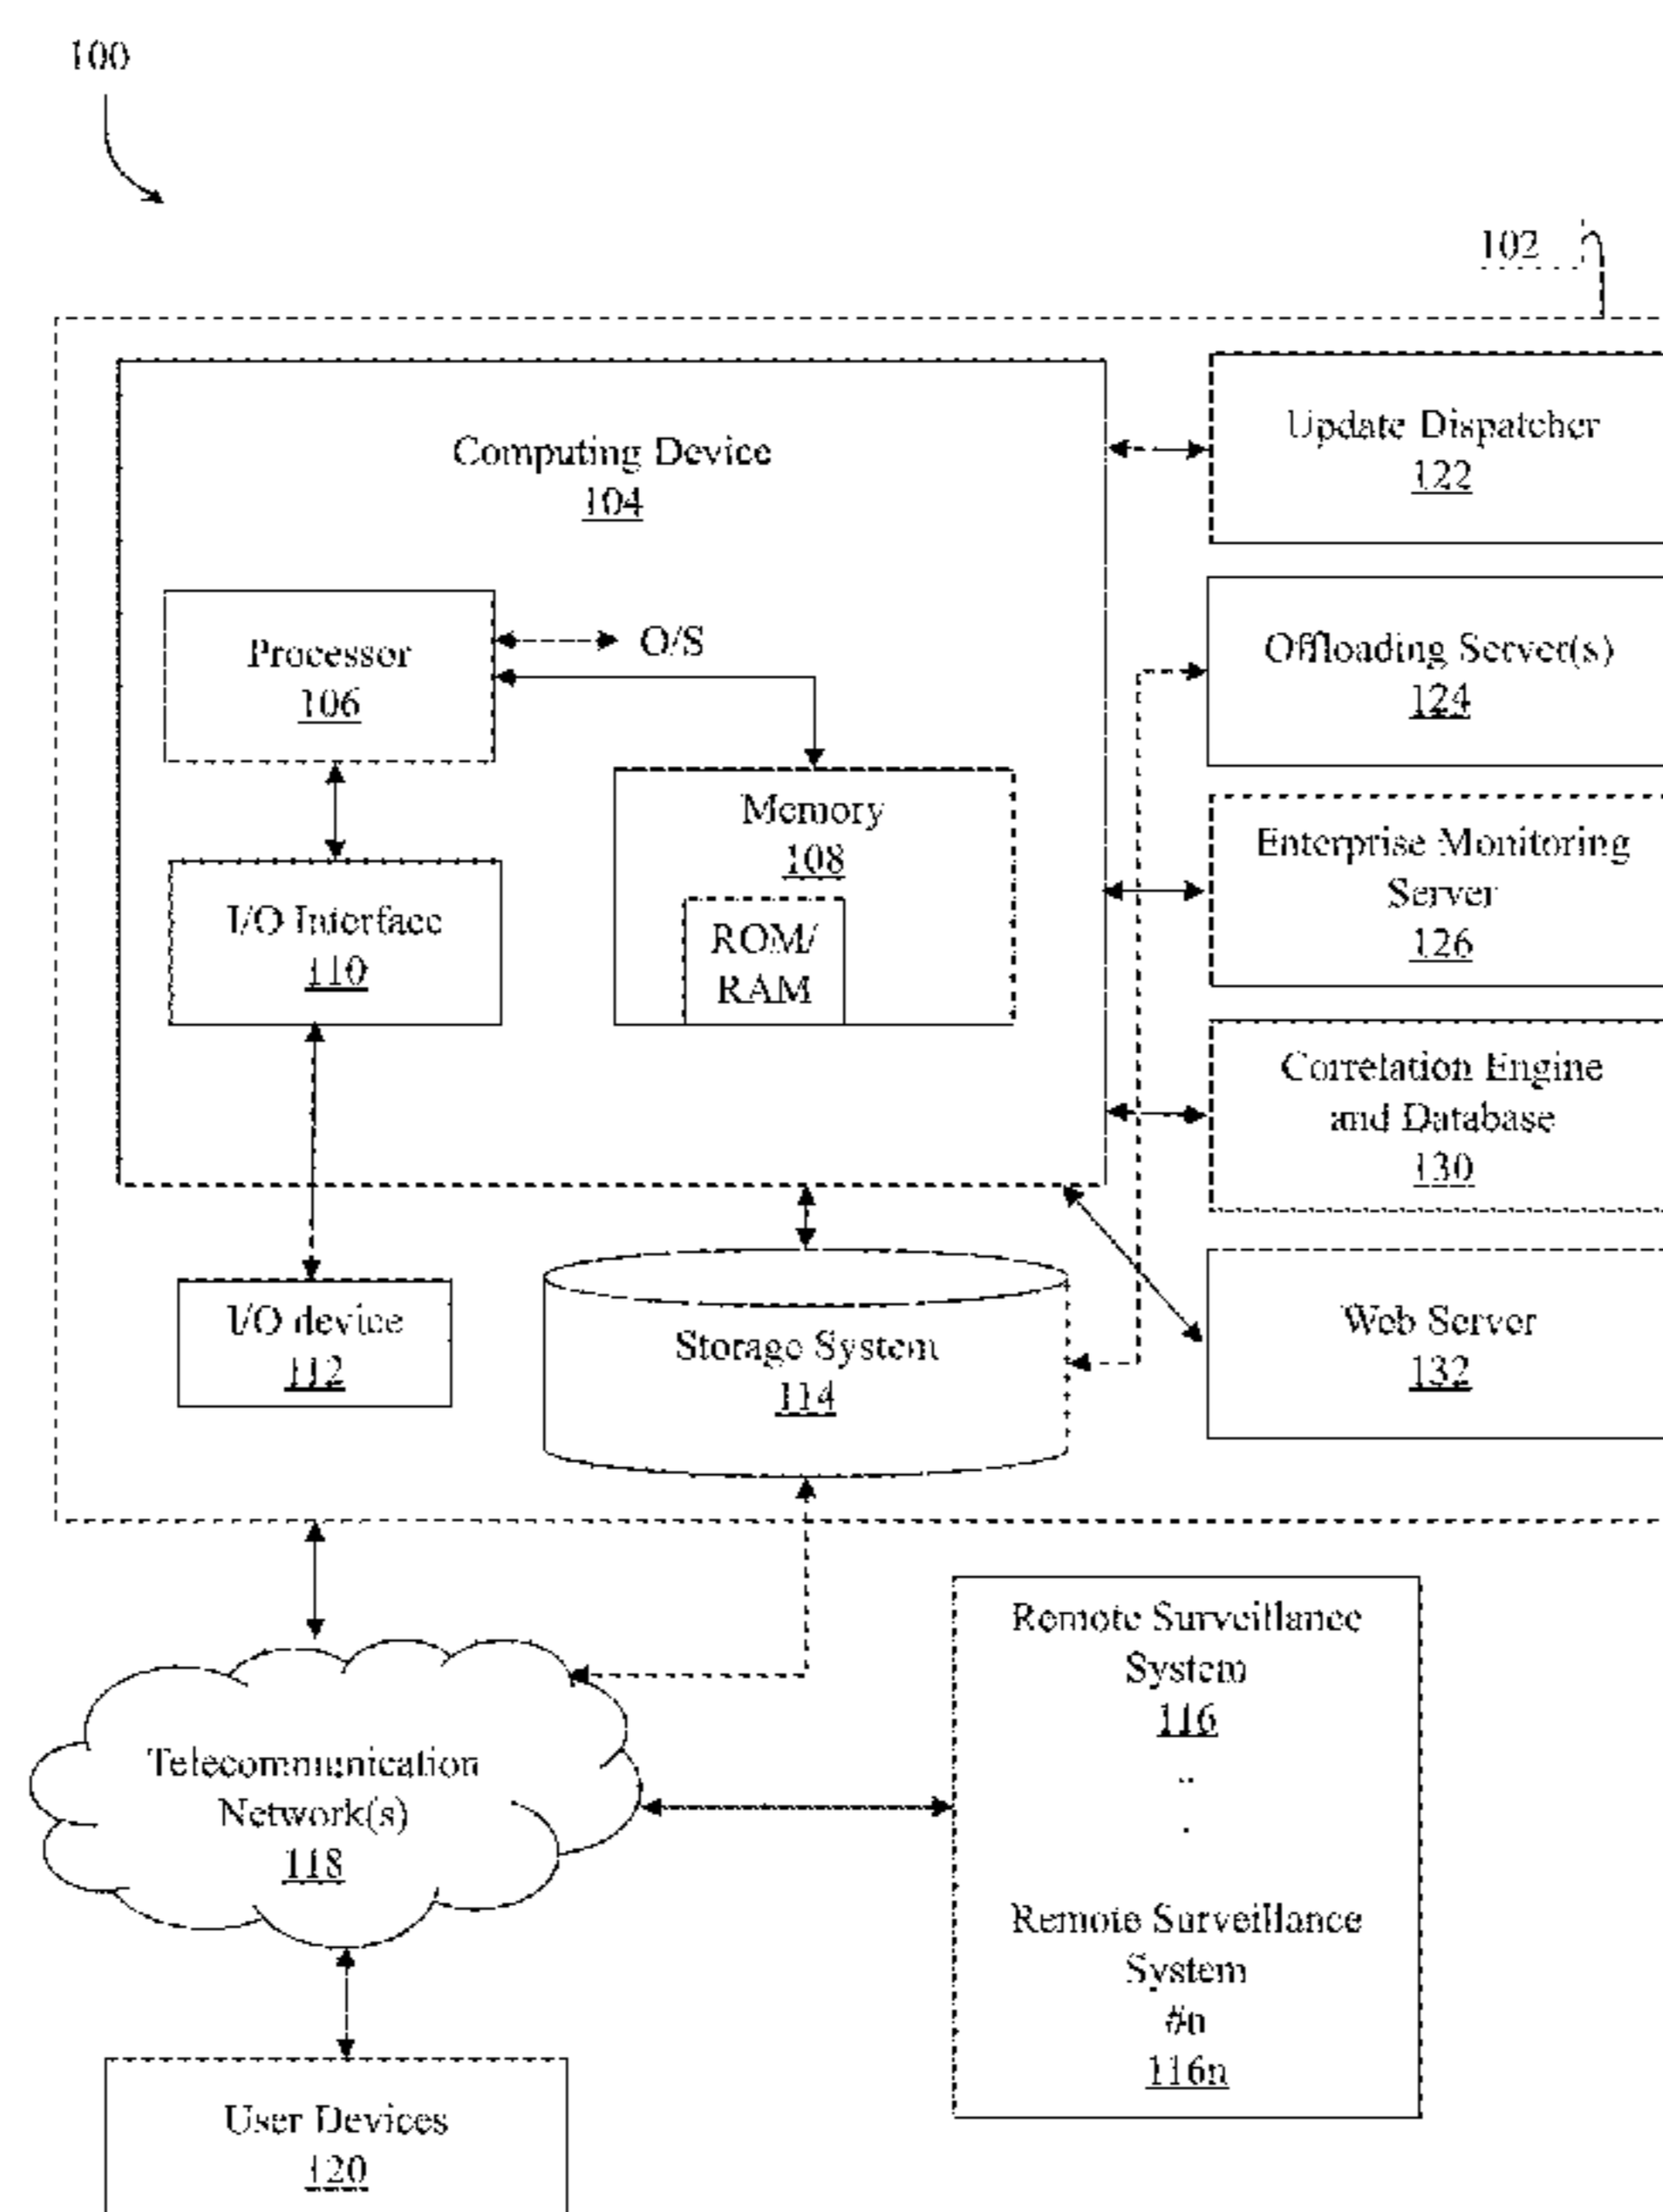 100
102
Computing Device
104
Processor
106
O/S
Memory
108
ROM/
RAM
I/O Interface
110
I/O device
112
Storage System
114
Update Dispatcher
122
Offloading Server(s)
124
Enterprise Monitoring
Server
126
Correlation Engine
and Database
130
Web Server
132
Telecommunication
Network(s)
118
Remote Surveillance
System
116
Remote Surveillance
System
#n
116n
User Devices
120